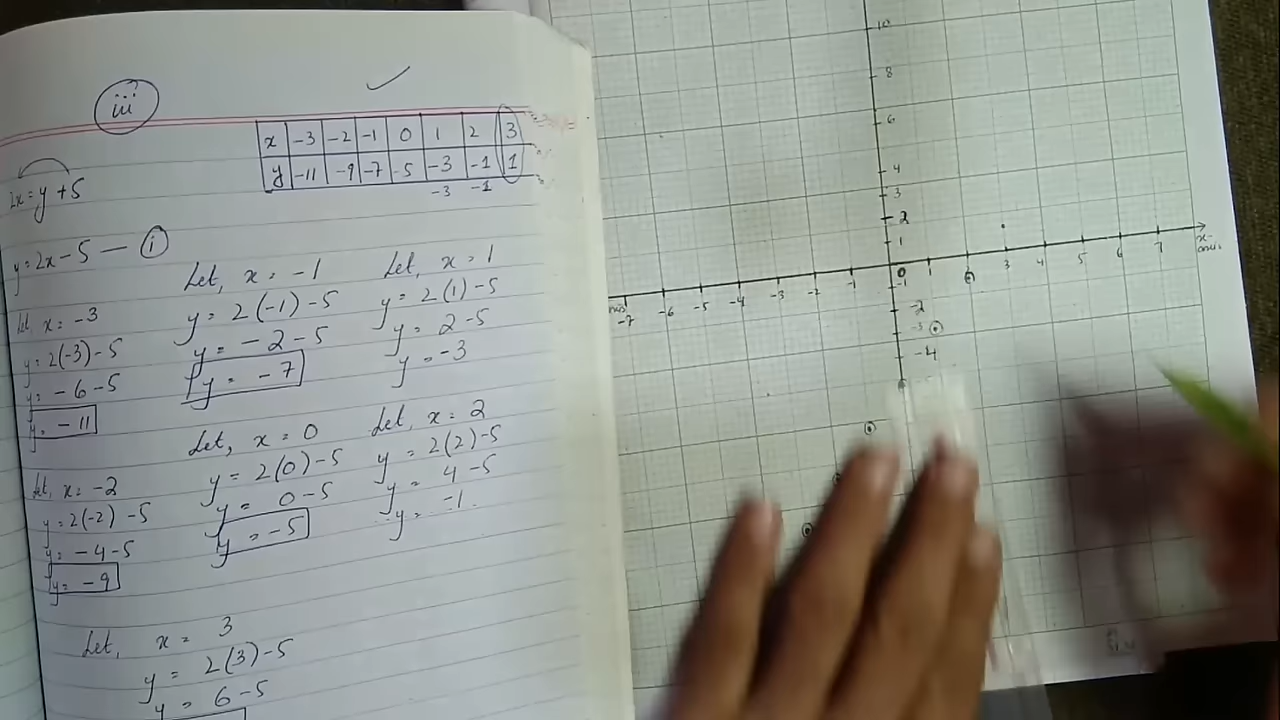 iii
x -3 -2 -1 0 1 2 3
y -11 -9 -7 -5 -3 -1 1
-3 -1
2x = y + 5
y = 2x - 5 — i
Let, x = -3
y = 2(-3) - 5
y = -6 - 5
y = -11
Let, x = -2
y = 2(-2) - 5
y = -4 - 5
y = -9
Let, x = -1
y = 2(-1) - 5
y = -2 - 5
y = -7
Let, x = 0
y = 2(0) - 5
y = 0 - 5
y = -5
Let, x = 1
y = 2(1) - 5
y = 2 - 5
y = -3
Let, x = 2
y = 2(2) - 5
y = 4 - 5
y = -1
Let, x = 3
y = 2(3) - 5
y = 6 - 5
10
8
6
4
3
2
1
-7 -6 -5 -4 -3 -2 -1 0 1 3 4 5 6 7
x-
axis
-1
-2
-3
-4